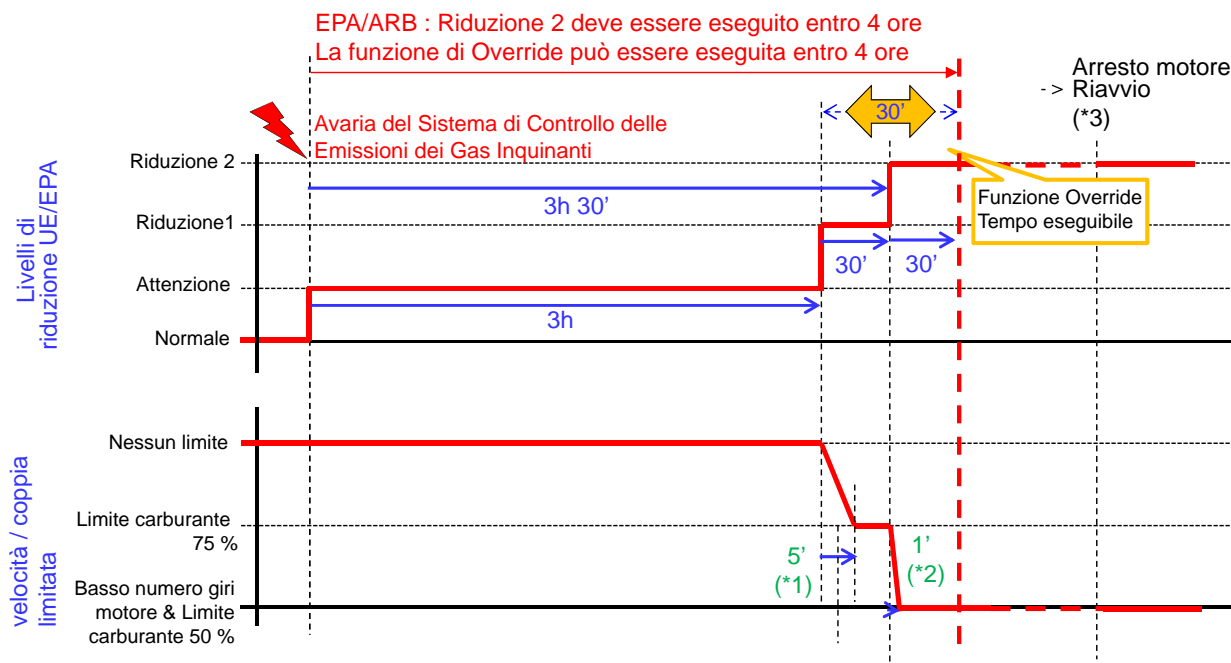 EPA/ARB : Riduzione 2 deve essere eseguito entro 4 ore
La funzione di Override può essere eseguita entro 4 ore
Arresto motore
- > Riavvio
(*3)
30’
Avaria del Sistema di Controllo delle
Emissioni dei Gas Inquinanti
Livelli di
riduzione UE/EPA
Riduzione 2
3h 30’
Funzione Override
Tempo eseguibile
Riduzione1
30’
30’
Attenzione
3h
Normale
velocità / coppia
limitata
Nessun limite
Limite carburante
75 %
5’
(*1)
1’
(*2)
Basso numero giri
motore & Limite
carburante 50 %